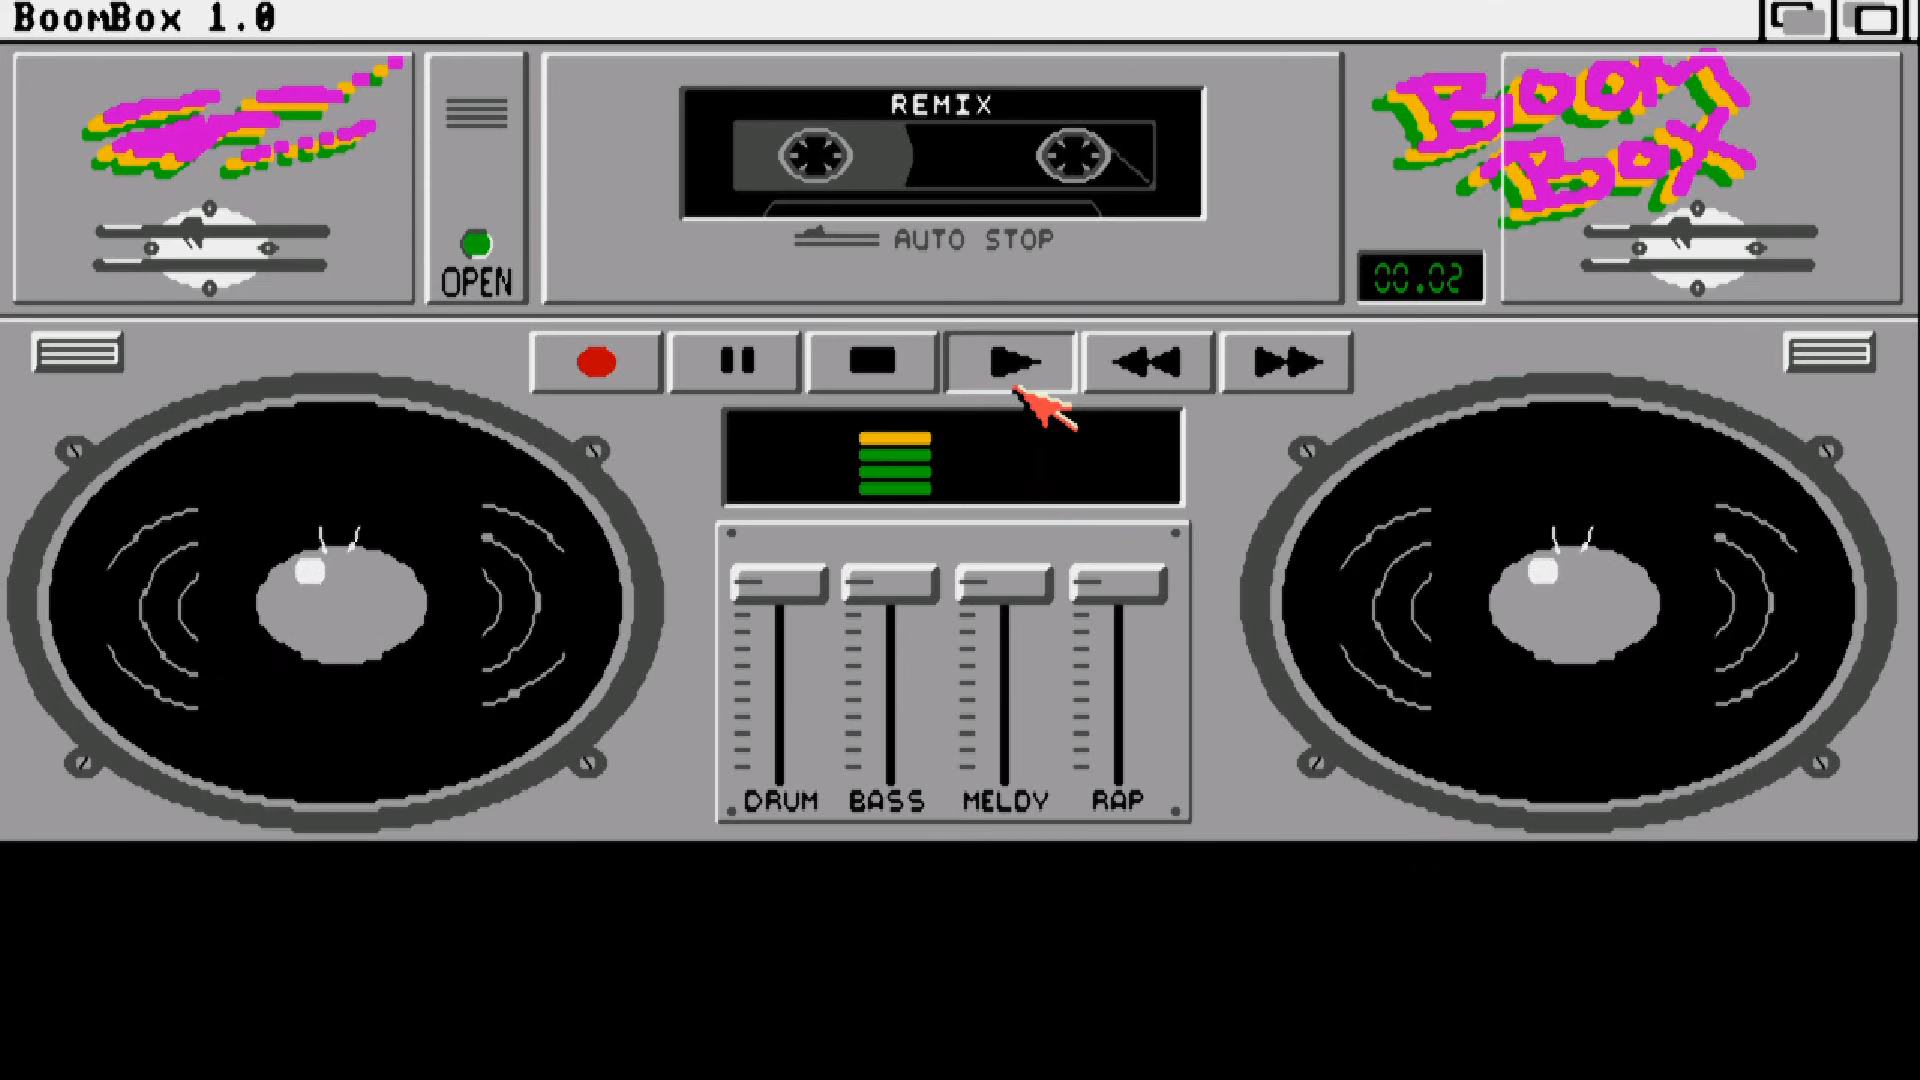 BoomBox 1.0
REMIX
BOOM
BOX
AUTO STOP
OPEN
00.02
DRUM BASS MELDY RAP